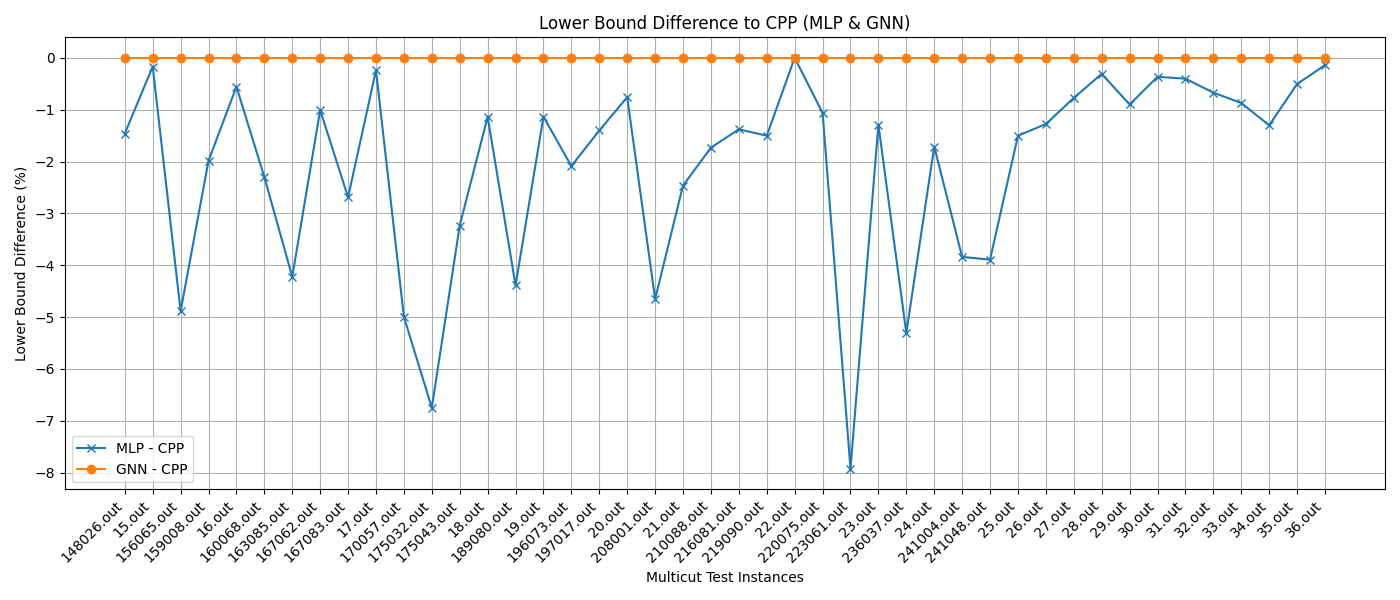 Lower Bound Difference to CPP (MLP & GNN)
Lower Bound Difference (%)
0
−1
−2
−3
−4
−5
−6
−7
−8
MLP - CPP
GNN - CPP
148026.out
15.out
156065.out
159008.out
16.out
160068.out
163085.out
167062.out
167083.out
17.out
170057.out
175032.out
175043.out
18.out
189080.out
19.out
196073.out
197017.out
20.out
208001.out
21.out
210088.out
216081.out
219090.out
22.out
220075.out
223061.out
23.out
236037.out
24.out
241004.out
241048.out
25.out
26.out
27.out
28.out
29.out
30.out
31.out
32.out
33.out
34.out
35.out
36.out
Multicut Test Instances